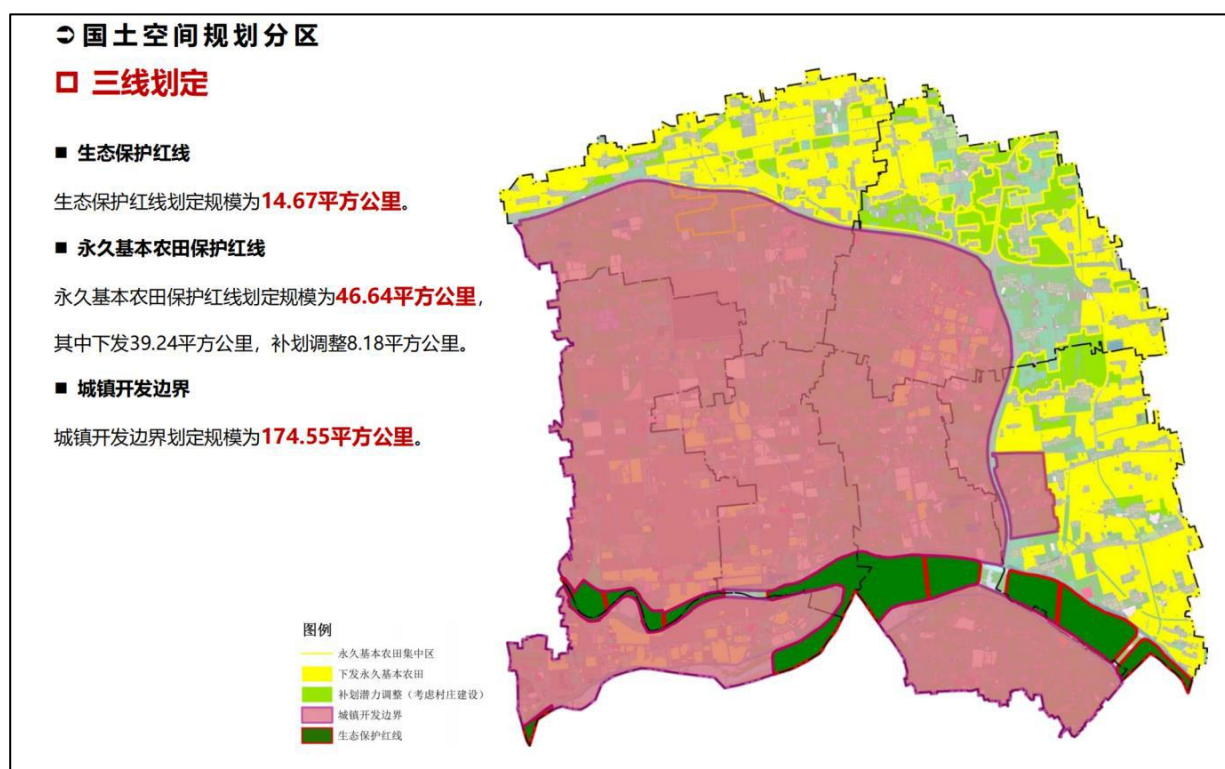 ➲国土空间规划分区
三线划定
■ 生态保护红线
生态保护红线划定规模为14.67平方公里。
■ 永久基本农田保护红线
永久基本农田保护红线划定规模为46.64平方公里，
其中下发39.24平方公里，补划调整8.18平方公里。
■ 城镇开发边界
城镇开发边界划定规模为174.55平方公里。
图例
永久基本农田集中区
下发永久基本农田
补划潜力调整（考虑村庄建设）
城镇开发边界
生态保护红线